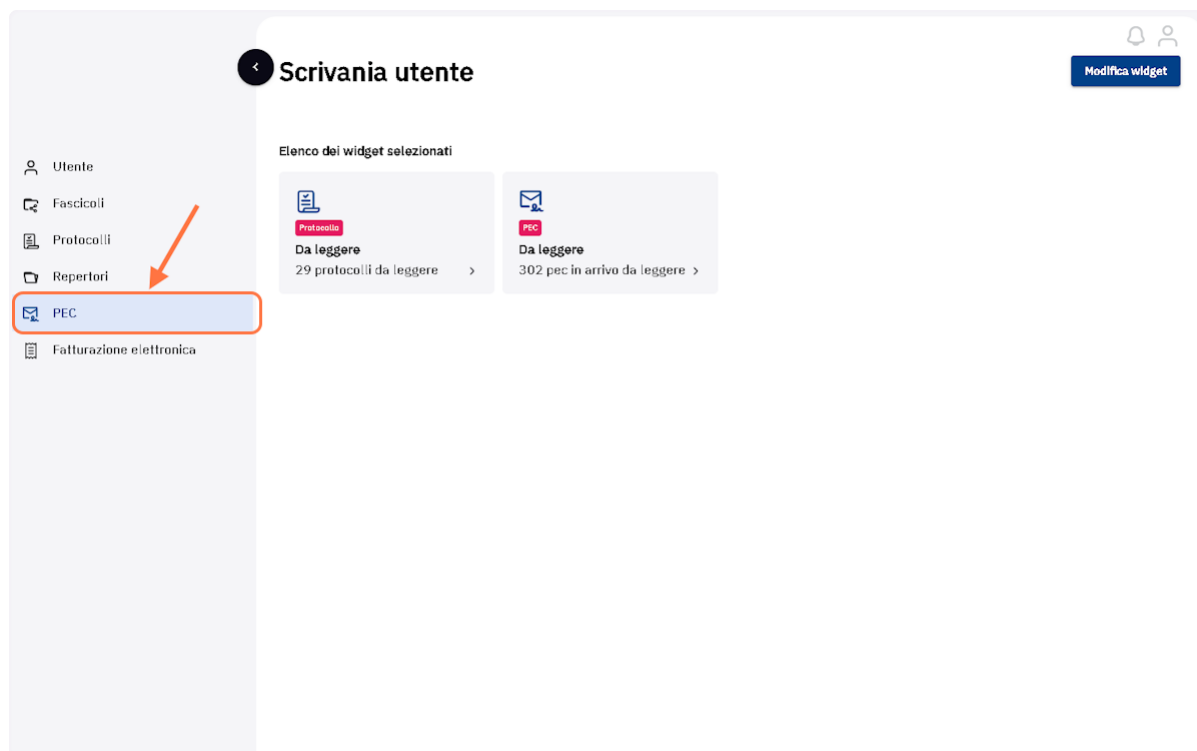 Scrivania utente
Modifica widget
Utente
Fascicoli
Protocolli
Repertori
PEC
Fatturazione elettronica
Elenco dei widget selezionati
Protocollo
Da leggere
29 protocolli da leggere
PEC
Da leggere
302 pec in arrivo da leggere